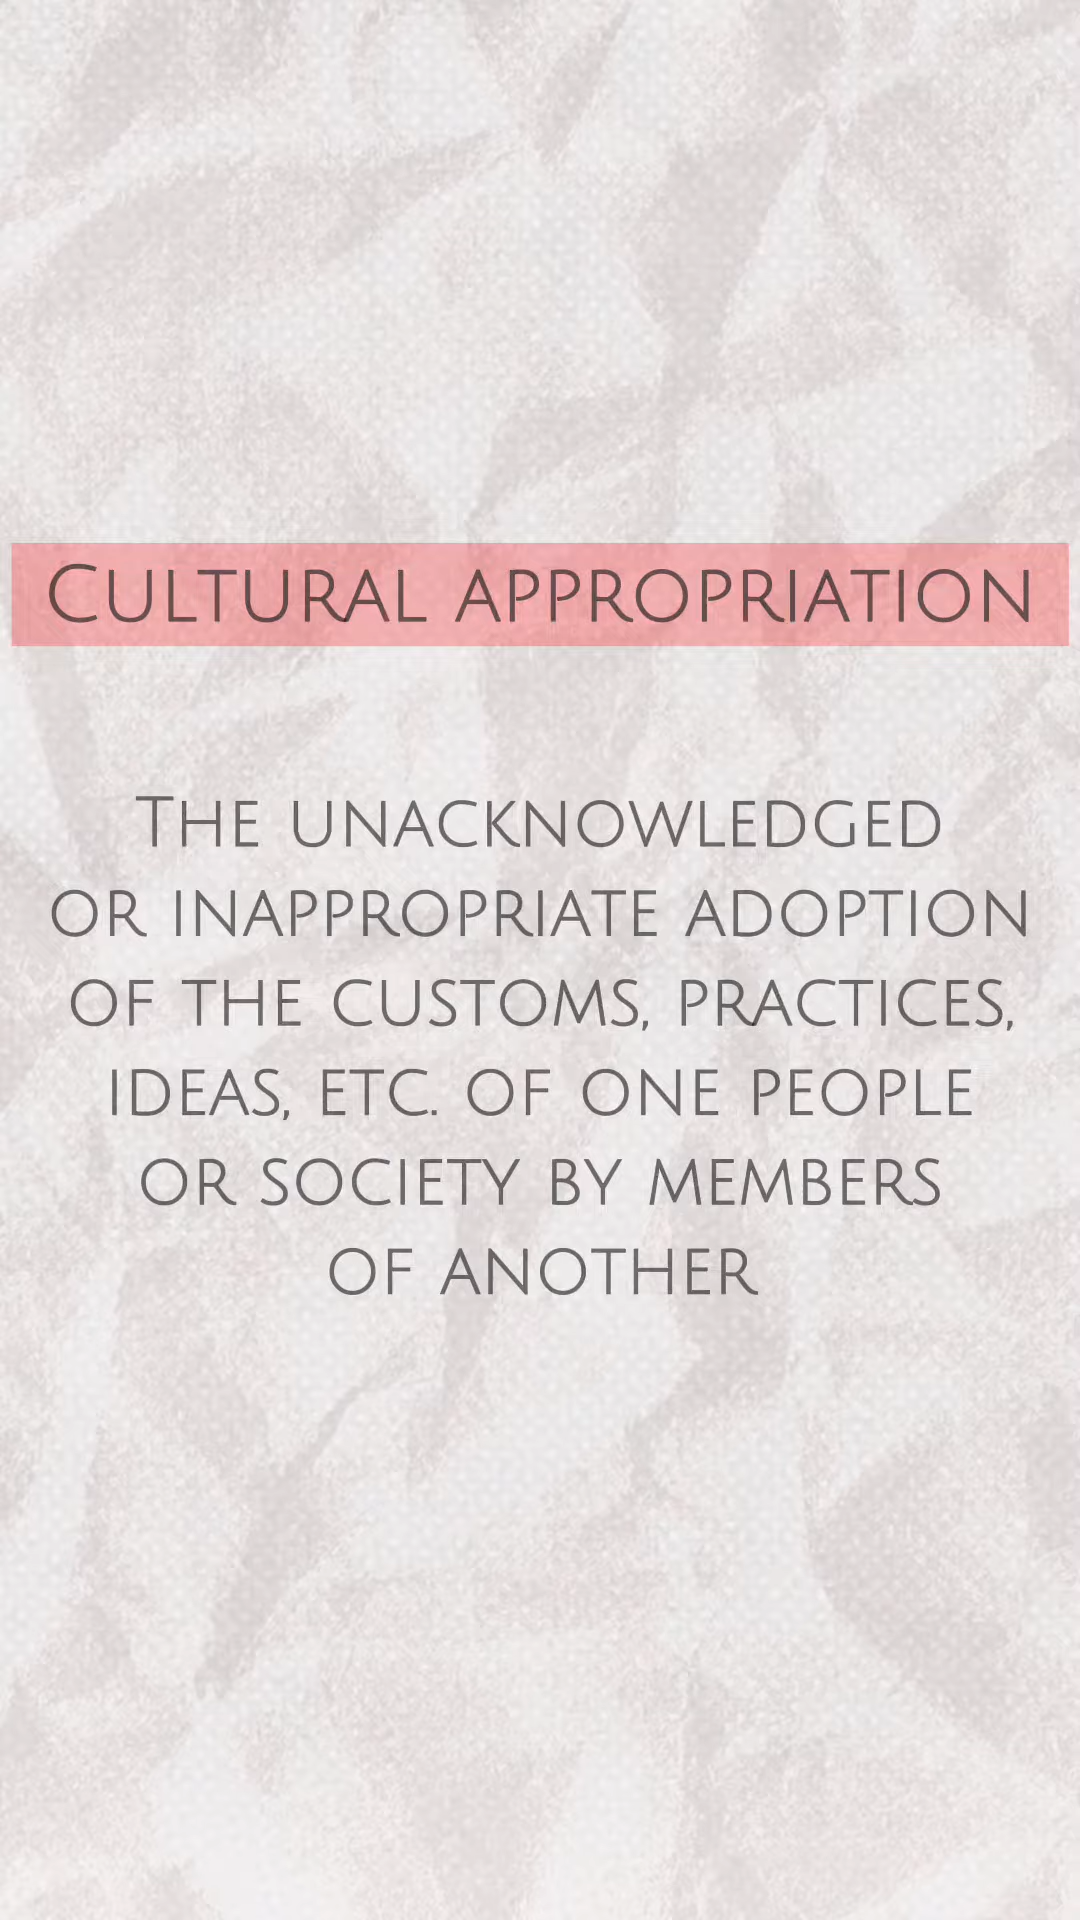 Cultural appropriation
The unacknowledged
or inappropriate adoption
of the customs, practices,
ideas, etc. of one people
or society by members
of another